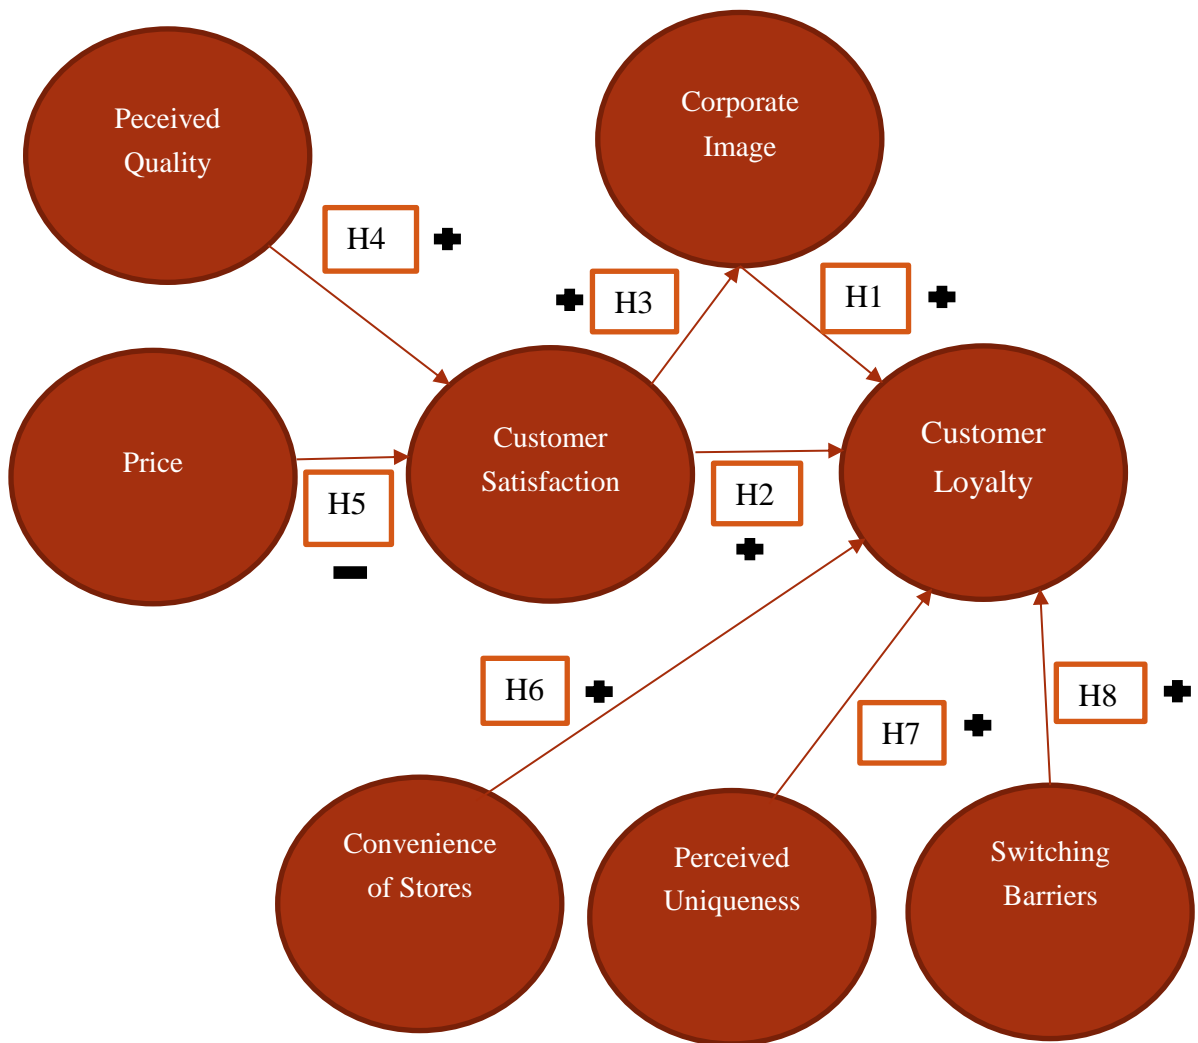 Peceived
Quality
Corporate
Image
H4
H3
H1
Price
H5
Customer
Satisfaction
H2
Customer
Loyalty
H6
H7
H8
Convenience
of Stores
Perceived
Uniqueness
Switching
Barriers